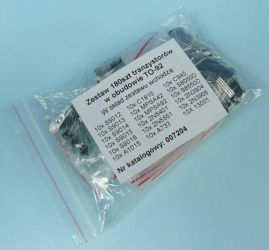 Zestaw 180szt tranzystorów
w obudowie TO-92
W skład zestawu wchodzą:
10x S9012 10x C1815 10x C945
10x S9013 10x MPSA42 10x S8050D
10x S9014 10x MPSA92 10x S8550D
10x S9015 10x 2N5401 10x 2N3904
10x S9018 10x 2N5551 10x 2N3906
10x A1015 10x A733 10x 13001
Nr katalogowy: 007204